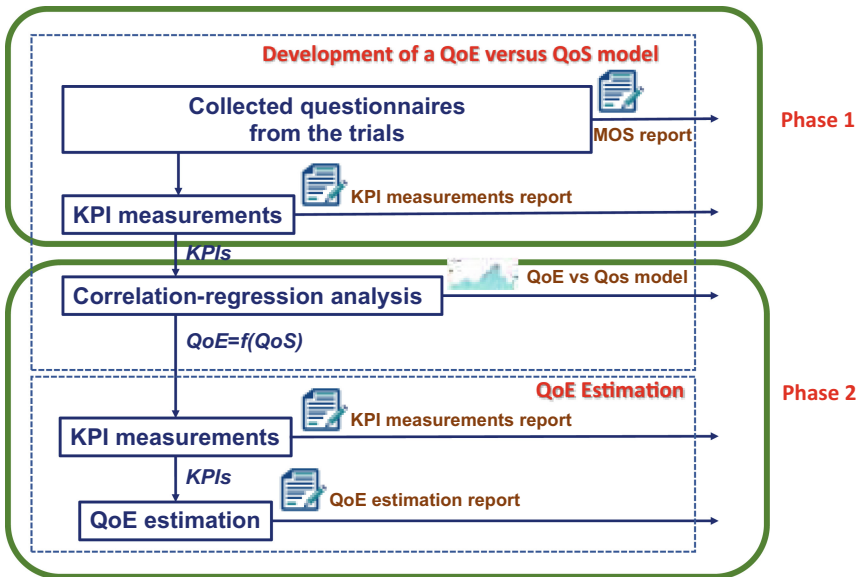 Development of a QoE versus QoS model
Collected questionnaires
from the trials
MOS report
Phase 1
KPI measurements report
KPI measurements
KPIs
QoE vs Qos model
Correlation-regression analysis
QoE=f(QoS)
QoE Estimation
Phase 2
KPI measurements report
KPI measurements
KPIs
QoE estimation report
QoE estimation